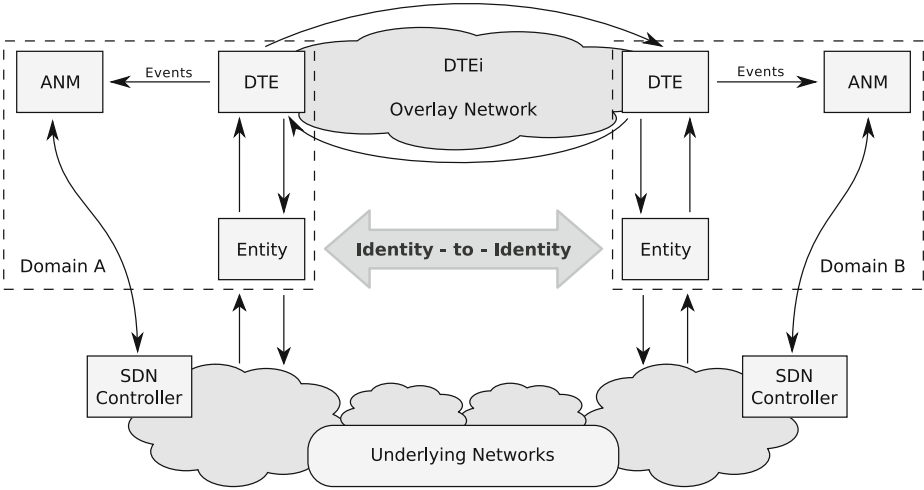 DTEi
Overlay Network
ANM
Events
DTE
DTE
Events
ANM
Entity
Identity - to - Identity
Entity
Domain A
Domain B
SDN
Controller
SDN
Controller
Underlying Networks